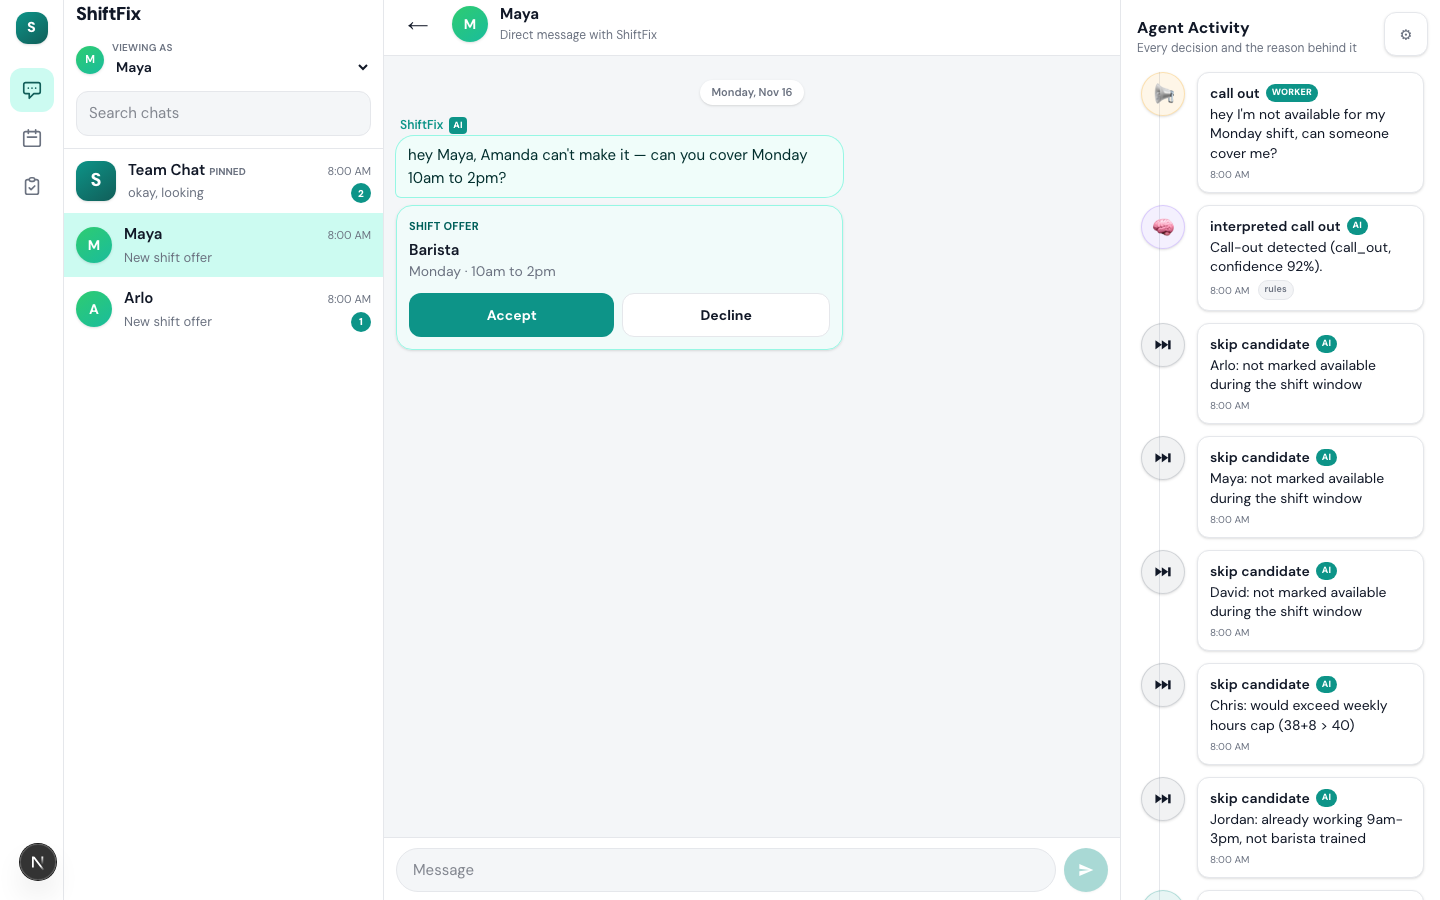 S
ShiftFix
M
VIEWING AS
Maya
Search chats
S
Team Chat PINNED
8:00 AM
okay, looking
2
M
Maya
8:00 AM
New shift offer
A
Arlo
8:00 AM
New shift offer
1
N
←
M
Maya
Direct message with ShiftFix
Monday, Nov 16
ShiftFix AI
hey Maya, Amanda can't make it — can you cover Monday
10am to 2pm?
SHIFT OFFER
Barista
Monday · 10am to 2pm
Accept
Decline
Message
Agent Activity
Every decision and the reason behind it
call out WORKER
hey I'm not available for my
Monday shift, can someone
cover me?
8:00 AM
interpreted call out AI
Call-out detected (call_out,
confidence 92%).
8:00 AM rules
skip candidate AI
Arlo: not marked available
during the shift window
8:00 AM
skip candidate AI
Maya: not marked available
during the shift window
8:00 AM
skip candidate AI
David: not marked available
during the shift window
8:00 AM
skip candidate AI
Chris: would exceed weekly
hours cap (38+8 > 40)
8:00 AM
skip candidate AI
Jordan: already working 9am–
3pm, not barista trained
8:00 AM